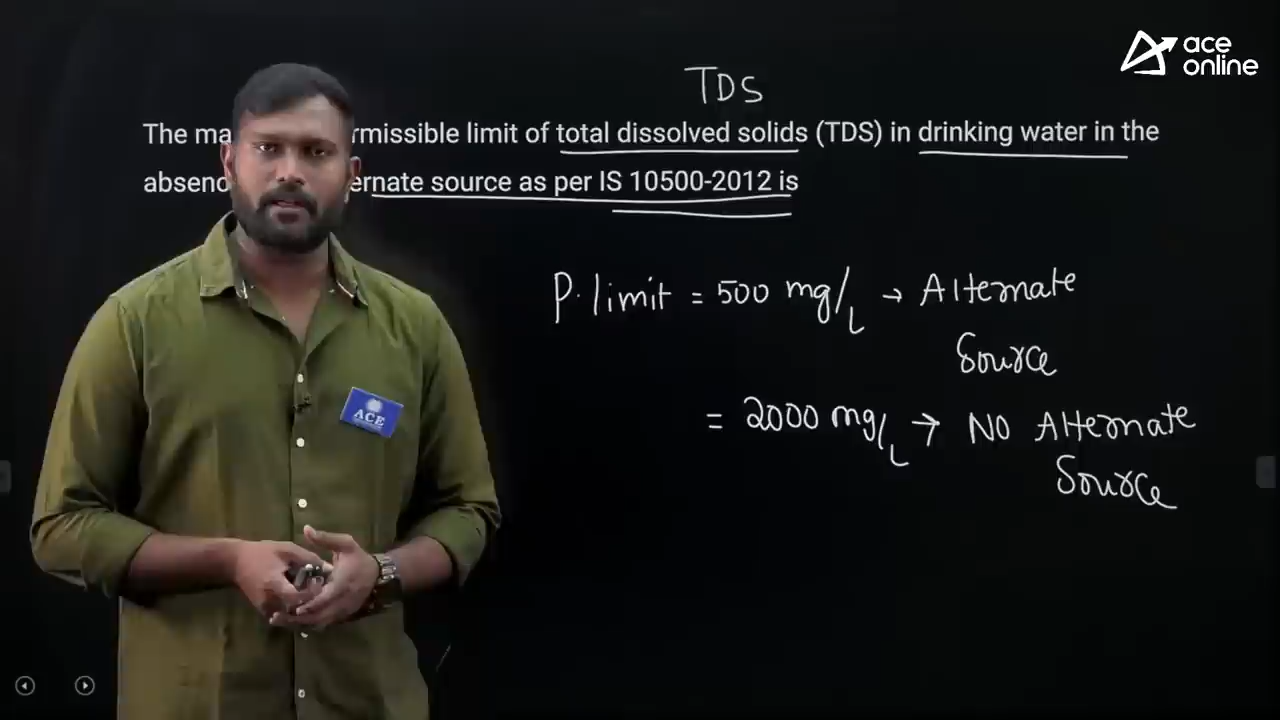 ace
online
TDS
The ma rmissible limit of total dissolved solids (TDS) in drinking water in the
absenc ernate source as per IS 10500-2012 is
P. limit = 500 mg/L → Alternate
Source
= 2000 mg/L → NO Alternate
Source
ACE